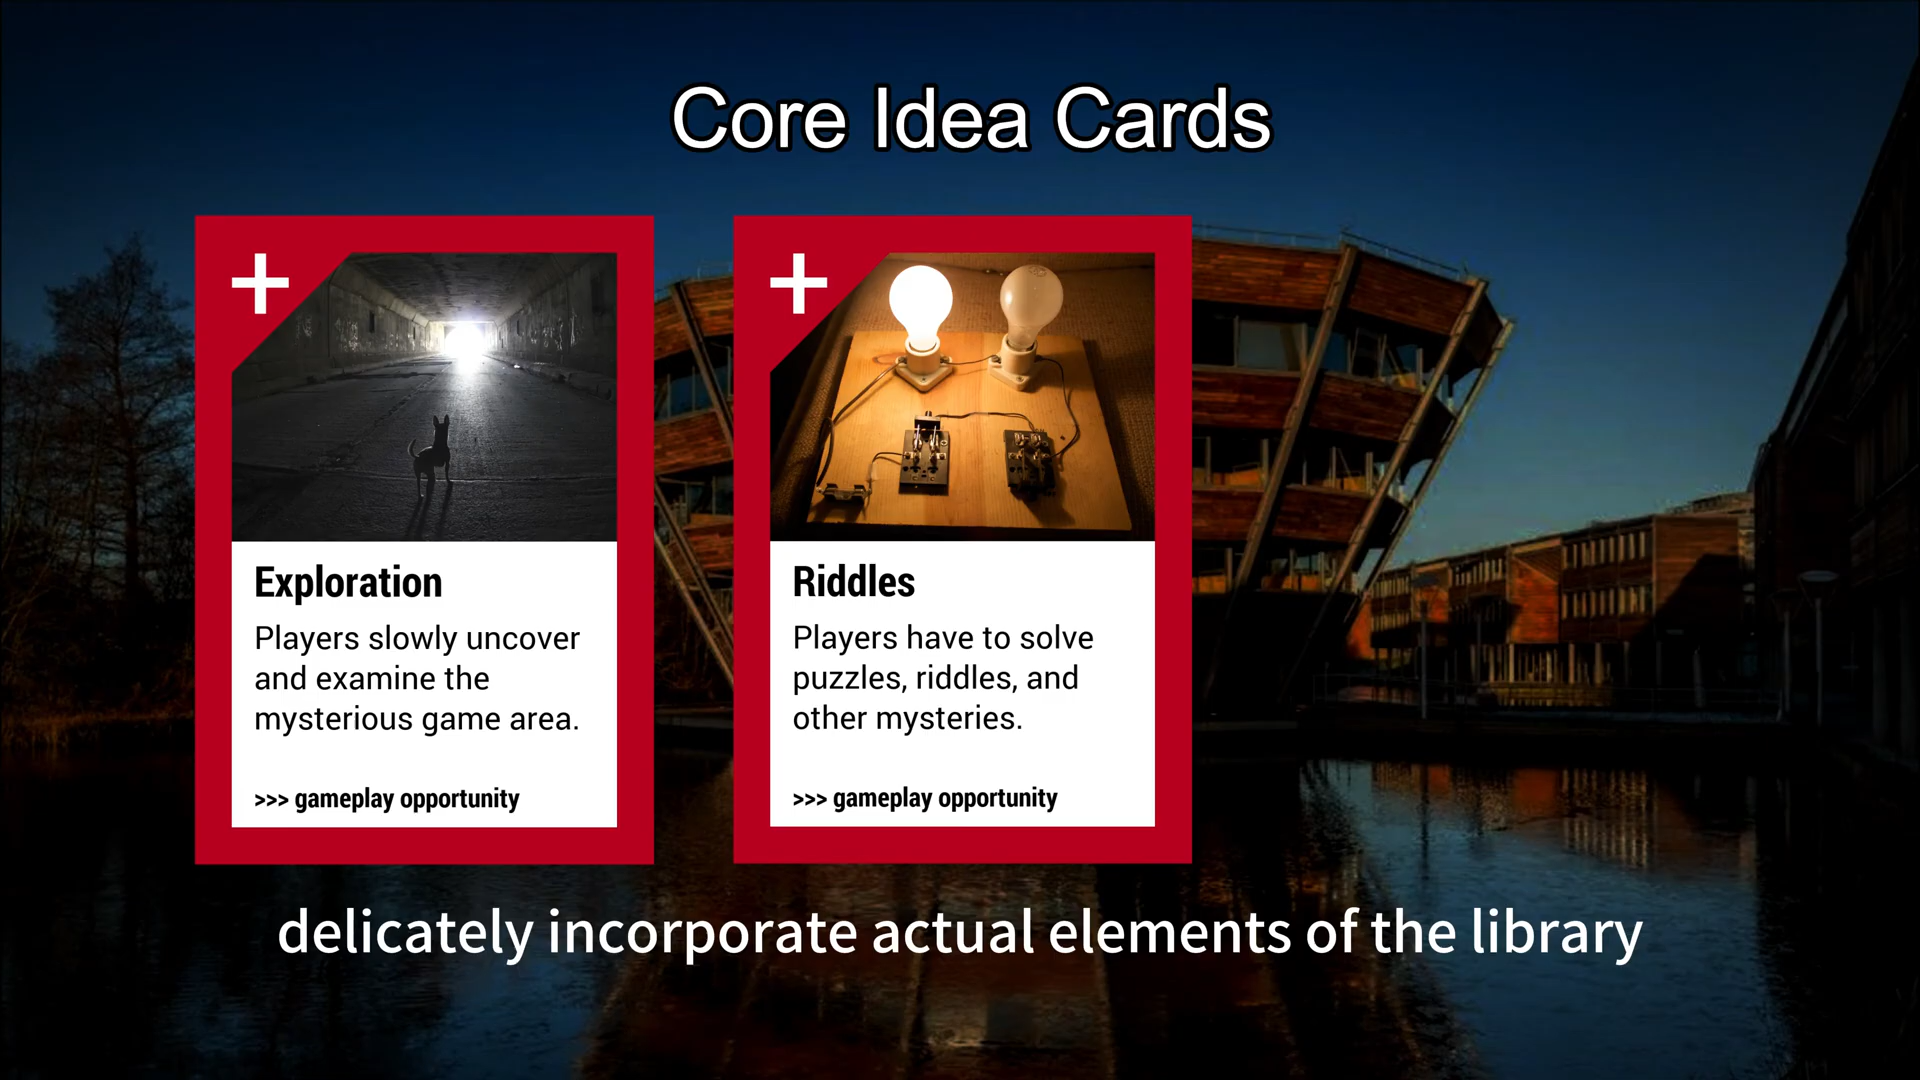 Core Idea Cards
+
Exploration
Players slowly uncover
and examine the
mysterious game area.
>>> gameplay opportunity
+
Riddles
Players have to solve
puzzles, riddles, and
other mysteries.
>>> gameplay opportunity
delicately incorporate actual elements of the library